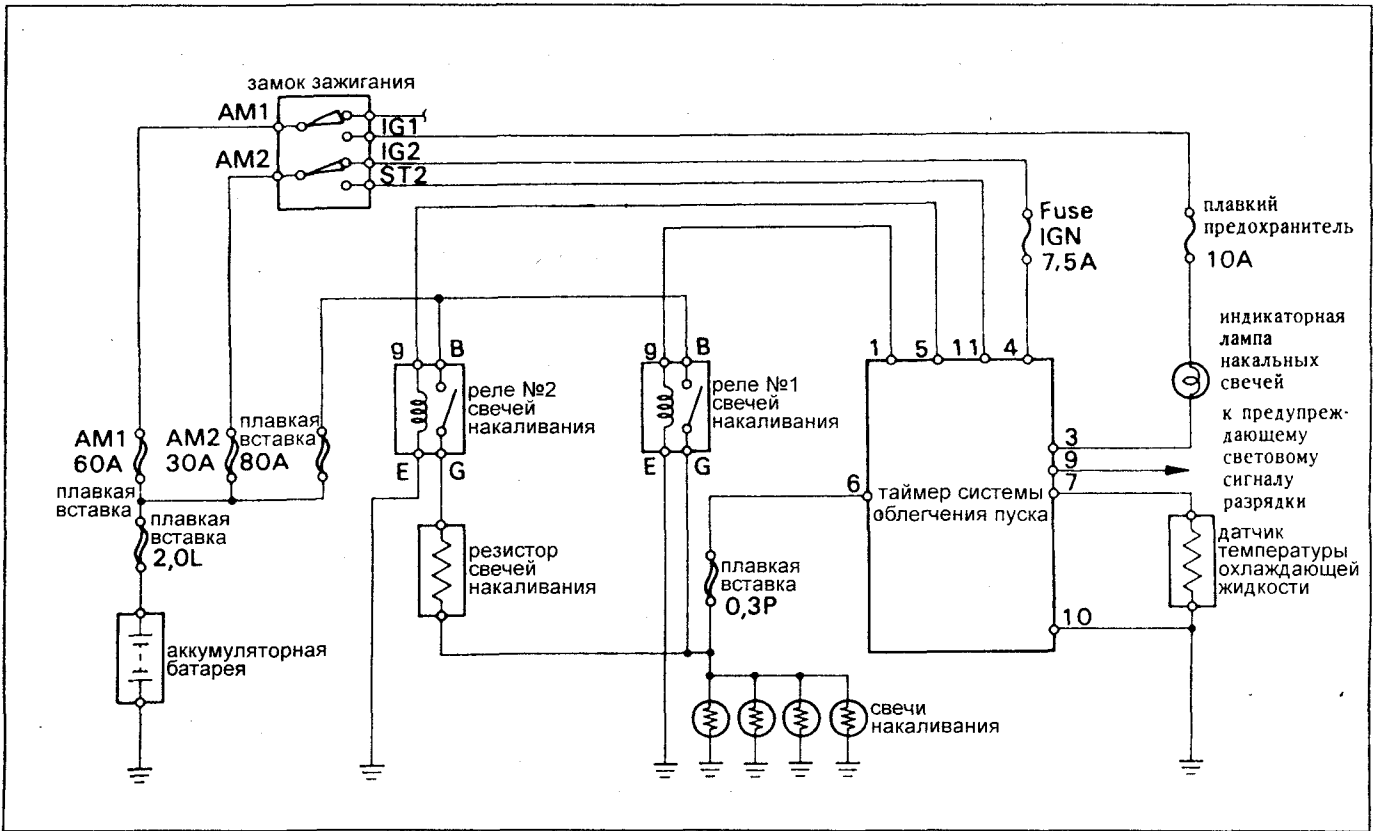 замок зажигания
AM1
IG1
AM2
IG2
ST2
Fuse
IGN
7,5A
плавкий
предохранитель
10A
индикаторная
лампа
накальных
свечей
1
5
11
4
9
B
реле №2
свечей
накаливания
E
G
9
B
реле №1
свечей
накаливания
E
G
AM1
60A
AM2
30A
плавкая
вставка
80A
плавкая
вставка
плавкая
вставка
2,0L
3
9
7
к предупреж-
дающему
световому
сигналу
разрядки
6
таймер системы
облегчения пуска
10
резистор
свечей
накаливания
плавкая
вставка
0,3P
датчик
температуры
охлаждающей
жидкости
аккумуляторная
батарея
свечи
накаливания